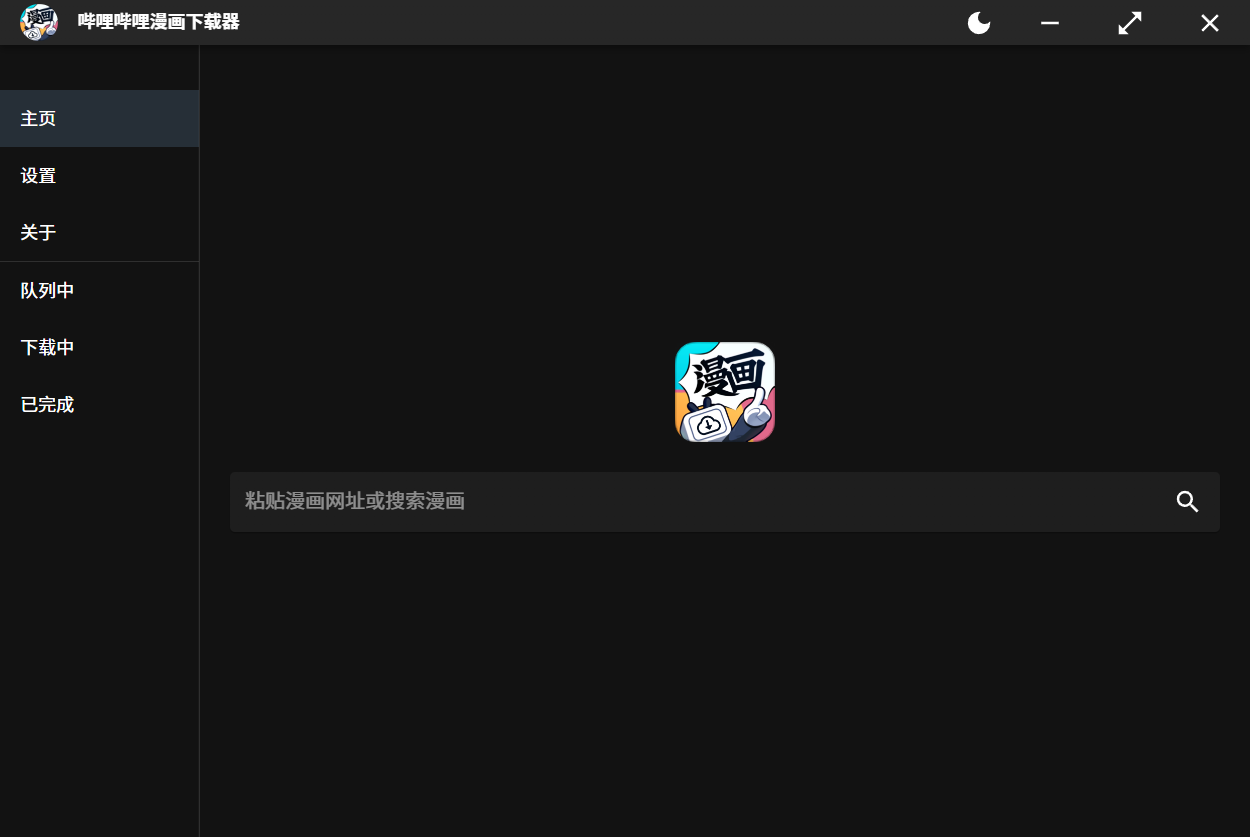 哔哩哔哩漫画下载器
主页
设置
关于
队列中
下载中
已完成
漫画
粘贴漫画网址或搜索漫画